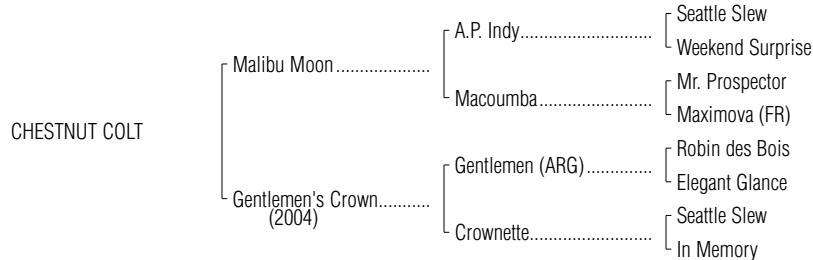 Seattle Slew
A.P. Indy............................
Weekend Surprise
Malibu Moon....................
Mr. Prospector
Macoumba........................
Maximova (FR)
CHESTNUT COLT
Robin des Bois
Gentlemen (ARG)..............
Elegant Glance
Gentlemen's Crown...........
(2004)
Seattle Slew
Crownette..........................
In Memory